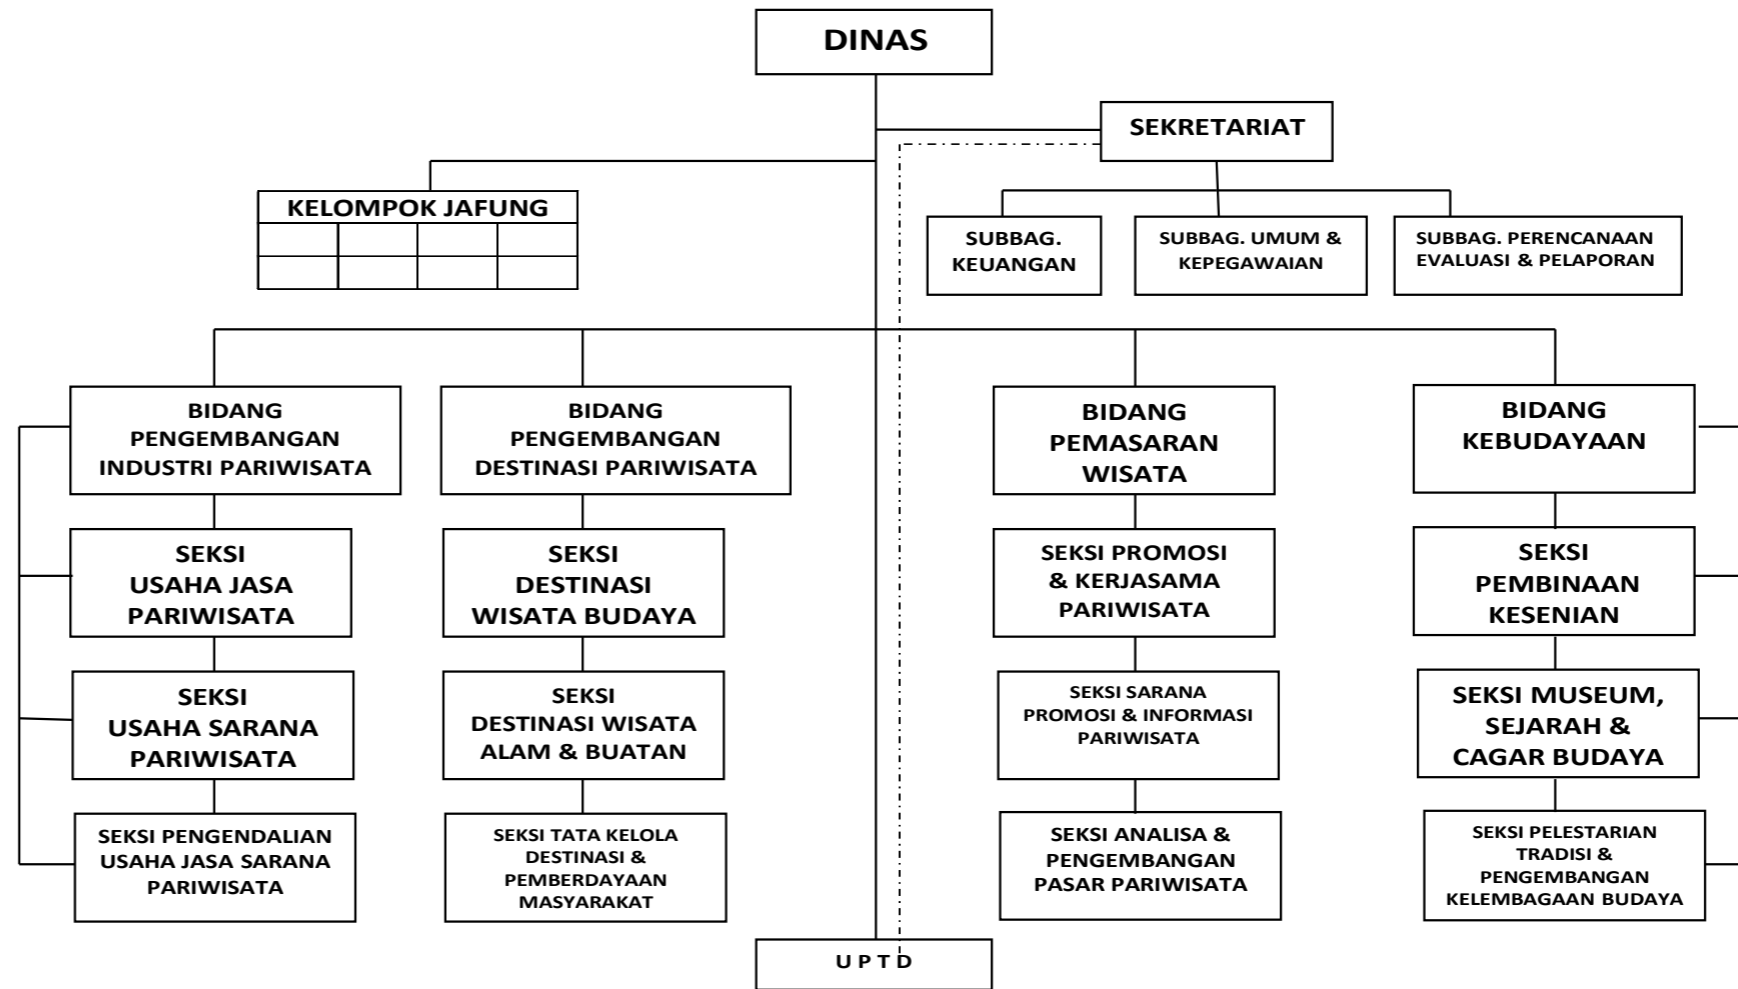 DINAS
SEKRETARIAT
KELOMPOK JAFUNG
SUBBAG.
KEUANGAN
SUBBAG. UMUM &
KEPEGAWAIAN
SUBBAG. PERENCANAAN
EVALUASI & PELAPORAN
BIDANG
PENGEMBANGAN
INDUSTRI PARIWISATA
BIDANG
PENGEMBANGAN
DESTINASI PARIWISATA
BIDANG
PEMASARAN
WISATA
BIDANG
KEBUDAYAAN
SEKSI
USAHA JASA
PARIWISATA
SEKSI
DESTINASI
WISATA BUDAYA
SEKSI PROMOSI
& KERJASAMA
PARIWISATA
SEKSI
PEMBINAAN
KESENIAN
SEKSI
USAHA SARANA
PARIWISATA
SEKSI
DESTINASI WISATA
ALAM & BUATAN
SEKSI SARANA
PROMOSI & INFORMASI
PARIWISATA
SEKSI MUSEUM,
SEJARAH &
CAGAR BUDAYA
SEKSI PENGENDALIAN
USAHA JASA SARANA
PARIWISATA
SEKSI TATA KELOLA
DESTINASI &
PEMBERDAYAAN
MASYARAKAT
SEKSI ANALISA &
PENGEMBANGAN
PASAR PARIWISATA
SEKSI PELESTARIAN
TRADISI &
PENGEMBANGAN
KELEMBAGAAN BUDAYA
U P T D